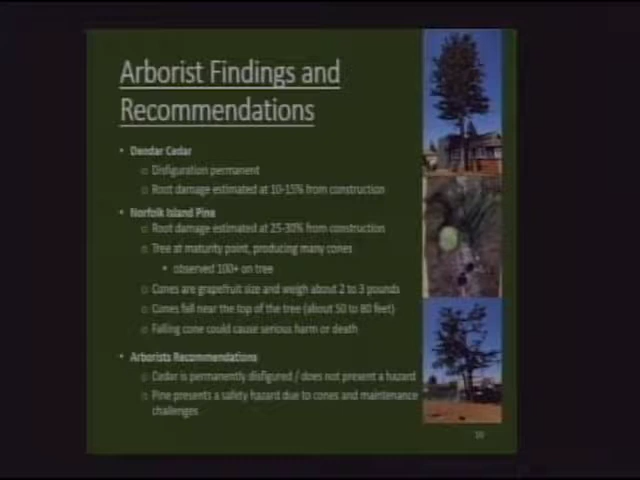 Arborist Findings and
Recommendations
• Dendar Cedar
o Disfiguration permanent
o Root damage estimated at 10-15% from construction
• Norfolk Island Pine
o Root damage estimated at 25-30% from construction
o Tree at maturity point, producing many cones
• observed 100+ on tree
o Cones are grapefruit size and weigh about 2 to 3 pounds
o Cones fall near the top of the tree (about 50 to 80 feet)
o Falling cone could cause serious harm or death
• Arborists Recommendations
o Cedar is permanently disfigured / does not present a hazard
o Pine presents a safety hazard due to cones and maintenance
challenges